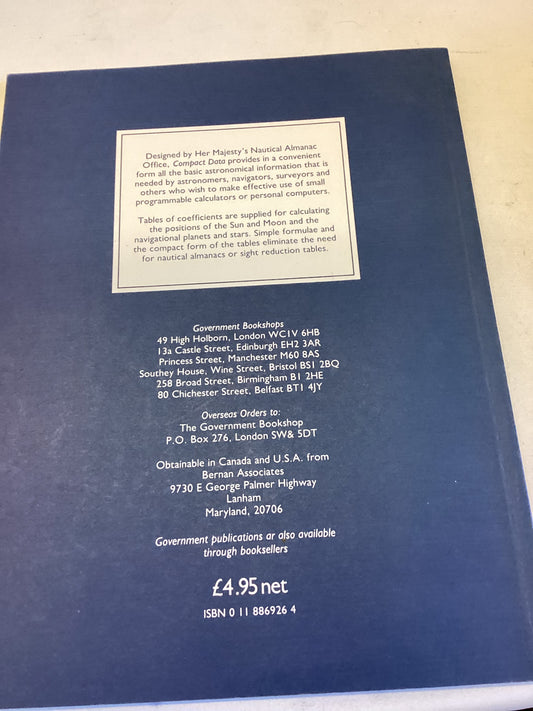 Designed by Her Majesty's Nautical Almanac
Office, Compact Data provides in a convenient
form all the basic astronomical information that is
needed by astronomers, navigators, surveyors and
others who wish to make effective use of small
programmable calculators or personal computers.
Tables of coefficients are supplied for calculating
the positions of the Sun and Moon and the
navigational planets and stars. Simple formulae and
the compact form of the tables eliminate the need
for nautical almanacs or sight reduction tables.
Government Bookshops
49 High Holborn, London WC1V 6HB
13a Castle Street, Edinburgh EH2 3AR
Princess Street, Manchester M60 8AS
Southey House, Wine Street, Bristol BS1 2BQ
258 Broad Street, Birmingham B1 2HE
80 Chichester Street, Belfast BT1 4JY
Overseas Orders to:
The Government Bookshop
P.O. Box 276, London SW& 5DT
Obtainable in Canada and U.S.A. from
Bernan Associates
9730 E George Palmer Highway
Lanham
Maryland, 20706
Government publications ar also available
through booksellers
£4.95 net
ISBN 0 11 886926 4